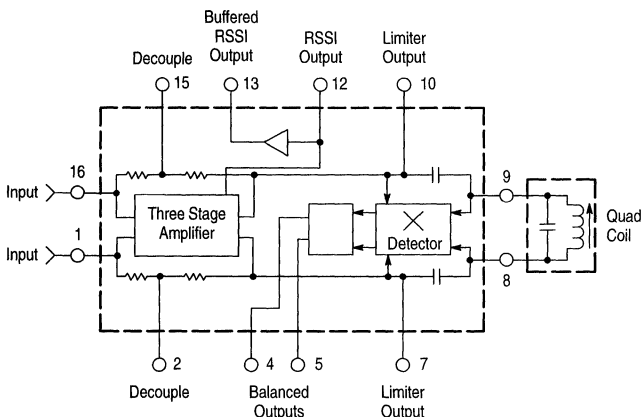 Buffered
RSSI
Output
RSSI
Output
Limiter
Output
Decouple
15
13
12
10
16
Input
1
Input
Three Stage
Amplifier
Detector
9
8
Quad
Coil
2
4
5
7
Decouple
Balanced
Outputs
Limiter
Output